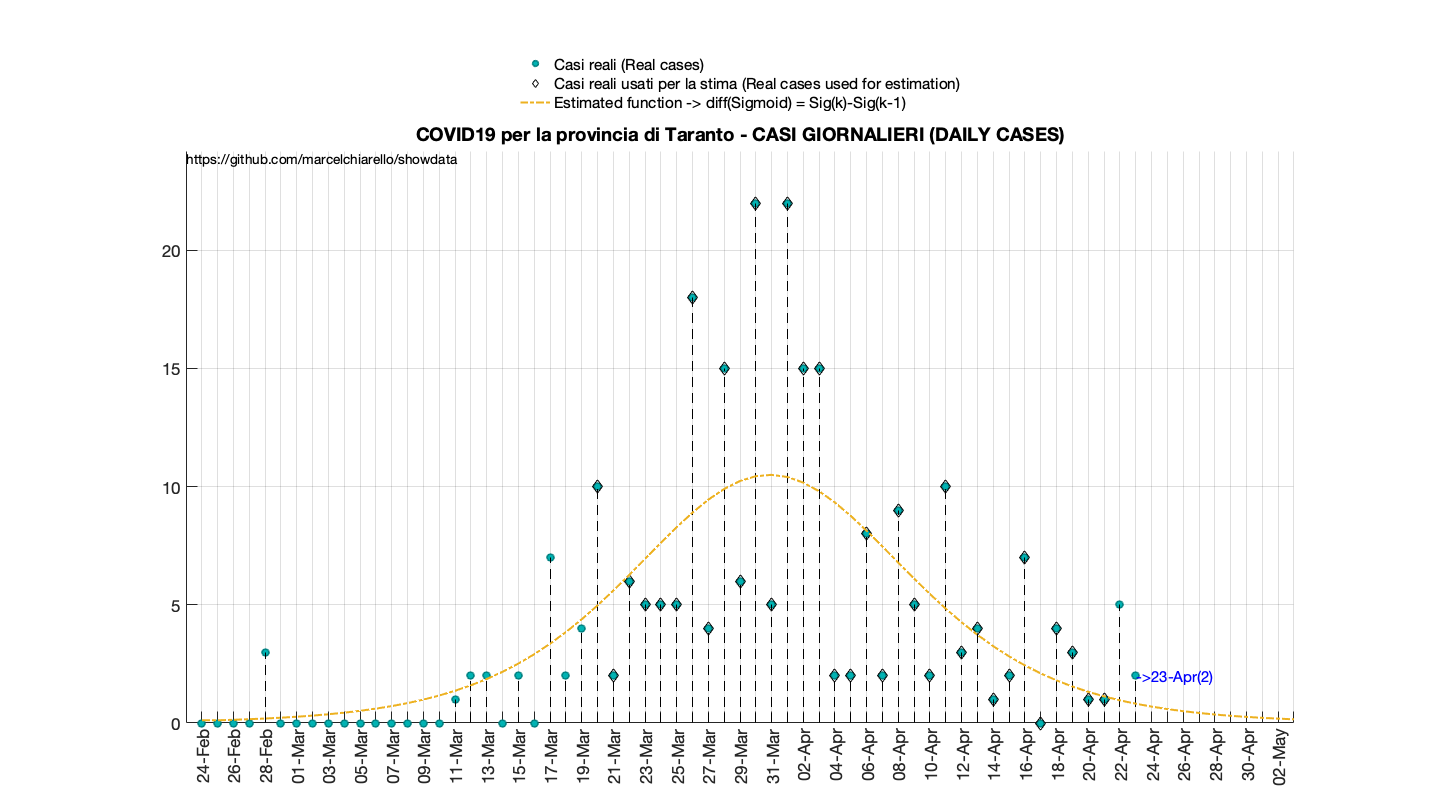 Casi reali (Real cases)
Casi reali usati per la stima (Real cases used for estimation)
Estimated function -> diff(Sigmoid) = Sig(k)-Sig(k-1)
COVID19 per la provincia di Taranto - CASI GIORNALIERI (DAILY CASES)
https://github.com/marcelchiarello/showdata
20
15
10
5
0
->23-Apr(2)
24-Feb
26-Feb
28-Feb
01-Mar
03-Mar
05-Mar
07-Mar
09-Mar
11-Mar
13-Mar
15-Mar
17-Mar
19-Mar
21-Mar
23-Mar
25-Mar
27-Mar
29-Mar
31-Mar
02-Apr
04-Apr
06-Apr
08-Apr
10-Apr
12-Apr
14-Apr
16-Apr
18-Apr
20-Apr
22-Apr
24-Apr
26-Apr
28-Apr
30-Apr
02-May